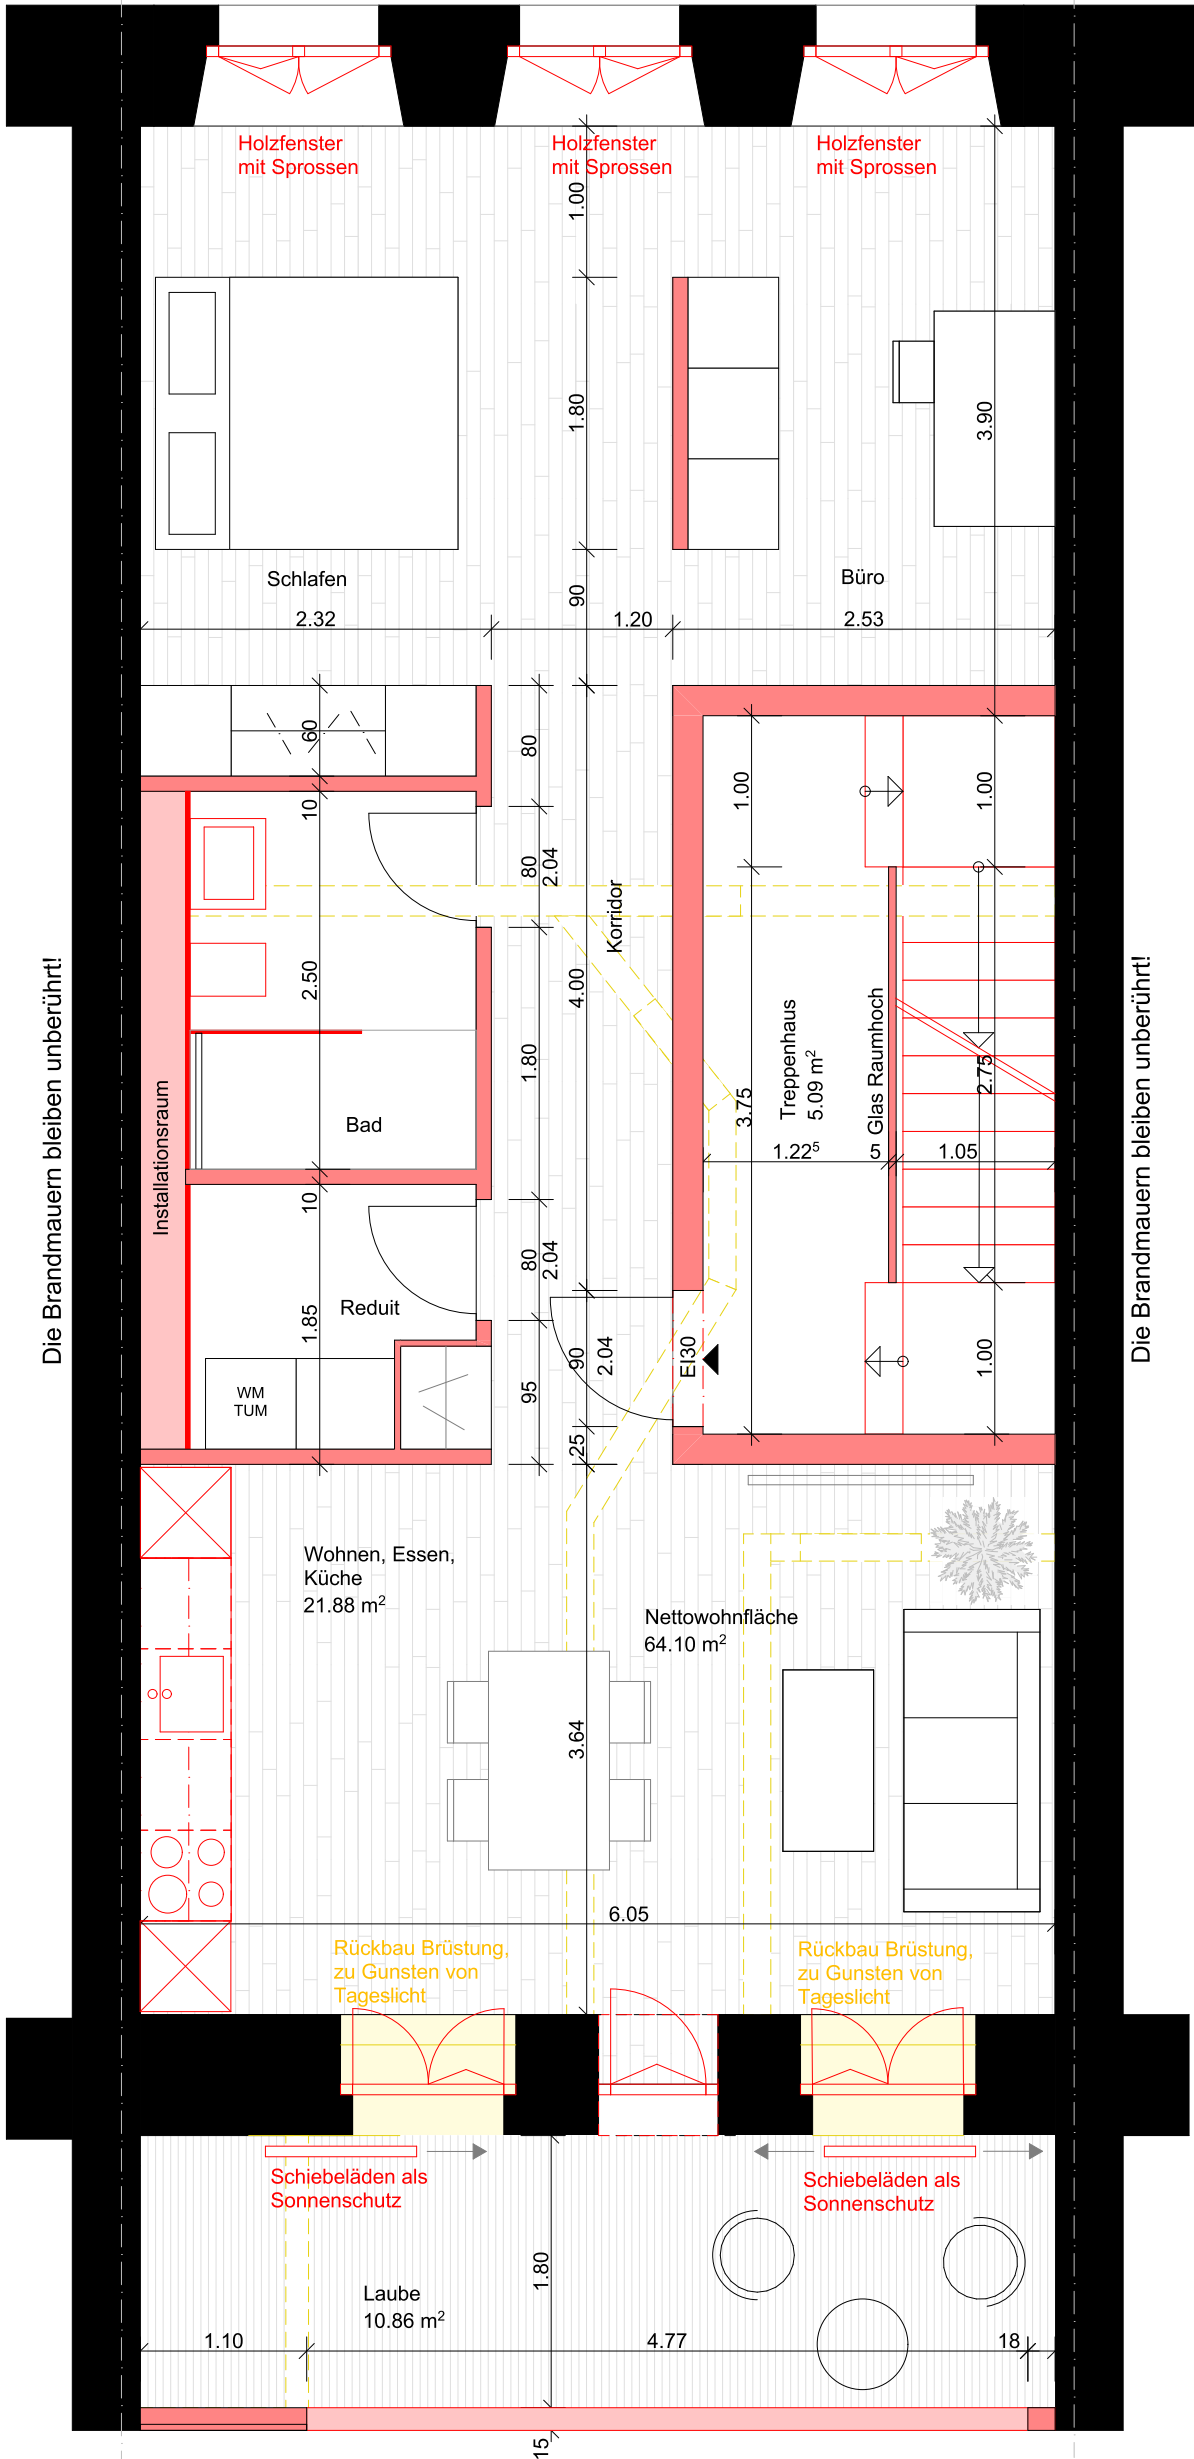 Holzfenster
mit Sprossen
Holzfenster
mit Sprossen
Holzfenster
mit Sprossen
1.00
1.80
3.90
Schlafen
Büro
90
2.32
1.20
2.53
60
80
1.00
1.00
10
80
2.04
Korridor
2.50
4.00
Die Brandmauern bleiben unberührt!
Die Brandmauern bleiben unberührt!
Installationsraum
Bad
1.80
3.75
Treppenhaus
5.09 m²
Glas Raumhoch
2.75
1.22⁵
5
1.05
10
80
2.04
Reduit
1.85
90
2.04
EI30
1.00
WM
TUM
95
25
Wohnen, Essen,
Küche
21.88 m²
Nettowohnfläche
64.10 m²
3.64
6.05
Rückbau Brüstung,
zu Gunsten von
Tageslicht
Rückbau Brüstung,
zu Gunsten von
Tageslicht
Schiebeläden als
Sonnenschutz
Schiebeläden als
Sonnenschutz
1.80
Laube
10.86 m²
1.10
4.77
18
15